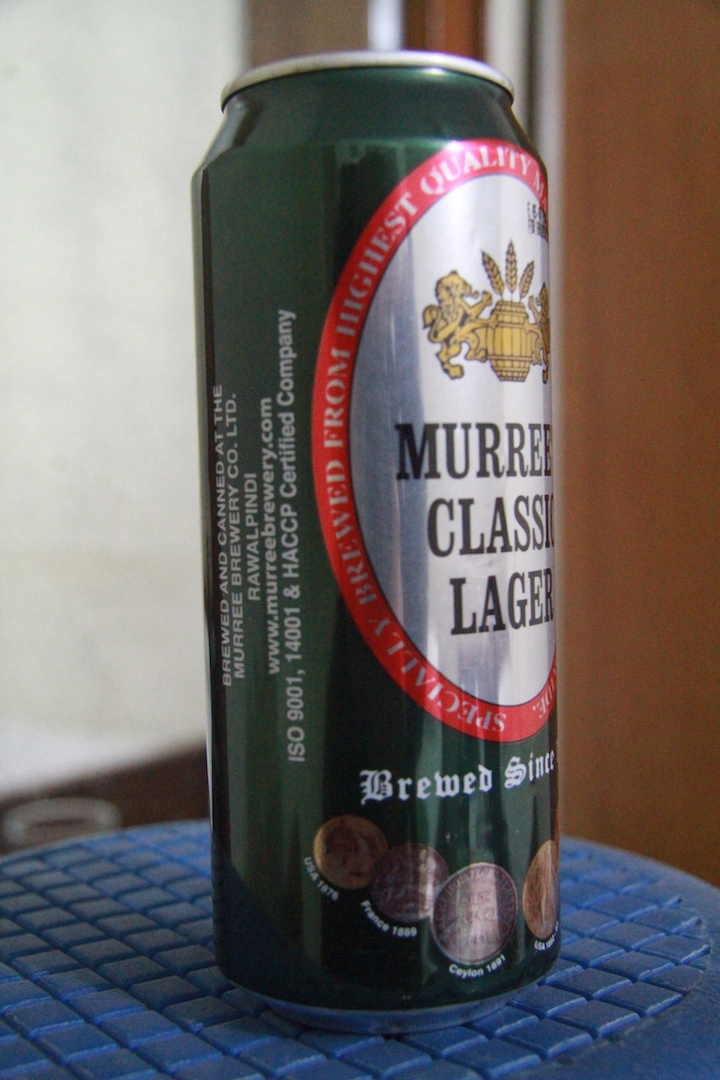 BREWED AND CANNED AT THE
MURREE BREWERY CO. LTD.
RAWALPINDI
www.murreebrewery.com
ISO 9001, 14001 & HACCP Certified Company
SPECIALLY BREWED FROM HIGHEST QUALITY
MURREE
CLASSIC
LAGER
Brewed Since
USA 1876
France 1889
Ceylon 1891
USA